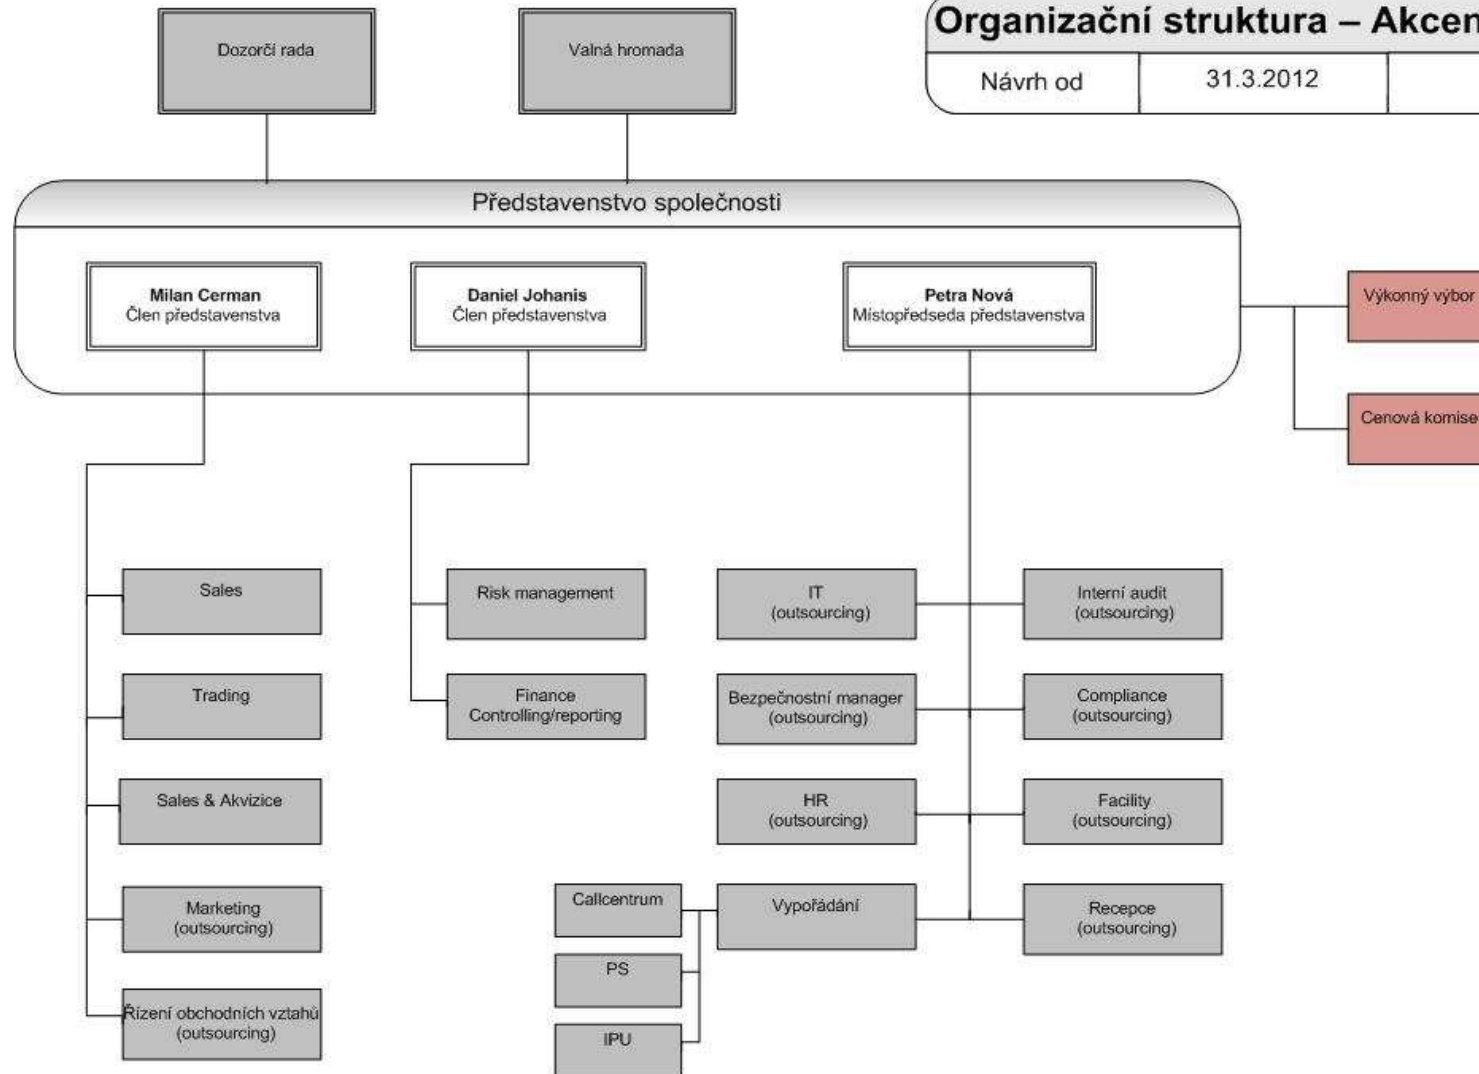 Organizační struktura – Akcen
Návrh od
31.3.2012
Dozorčí rada
Valná hromada
Představenstvo společnosti
Milan Cerman
Člen představenstva
Daniel Johanis
Člen představenstva
Petra Nová
Místopředseda představenstva
Výkonný výbor
Cenová komise
Sales
Trading
Sales & Akvizice
Marketing
(outsourcing)
Řízení obchodních vztahů
(outsourcing)
Risk management
Finance
Controlling/reporting
IT
(outsourcing)
Interní audit
(outsourcing)
Bezpečnostní manager
(outsourcing)
Compliance
(outsourcing)
HR
(outsourcing)
Facility
(outsourcing)
Vypořádání
Recepce
(outsourcing)
Callcentrum
PS
IPU